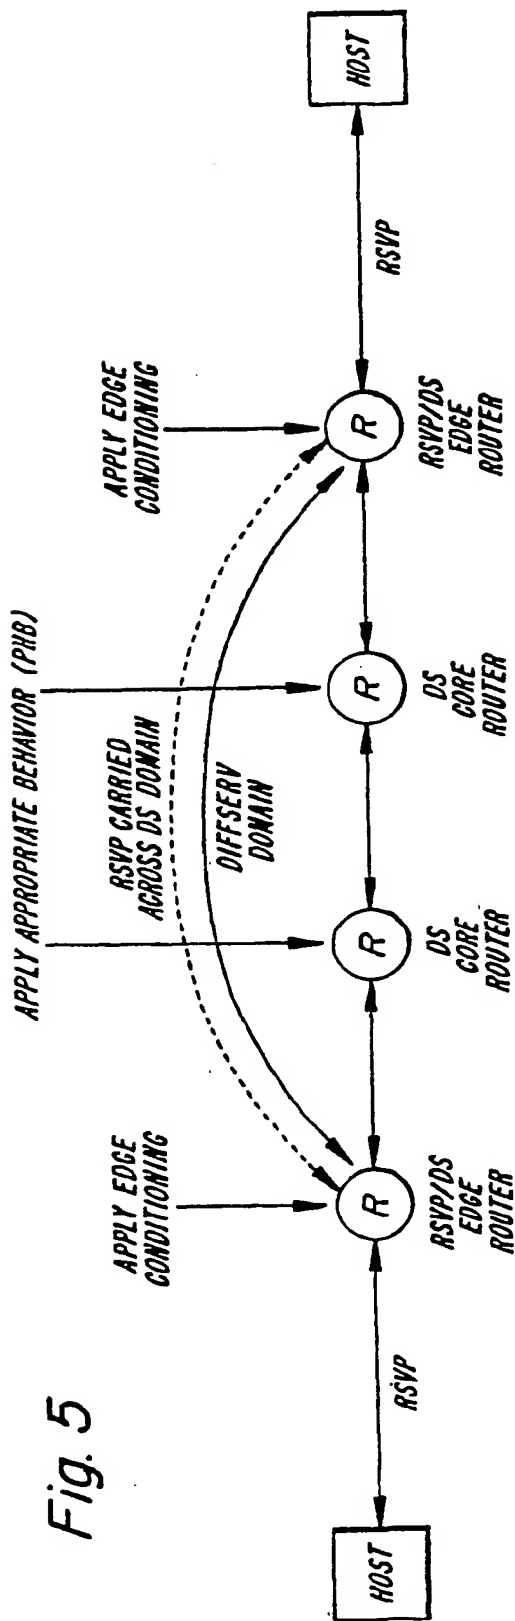 Fig. 5
APPLY APPROPRIATE BEHAVIOR (PHB)
APPLY EDGE
CONDITIONING
RSVP CARRIED
ACROSS DS DOMAIN
DIFFSERV
DOMAIN
APPLY EDGE
CONDITIONING
HOST
RSVP
R
RSVP/DS
EDGE
ROUTER
R
DS
CORE
ROUTER
R
DS
CORE
ROUTER
R
RSVP/DS
EDGE
ROUTER
RSVP
HOST